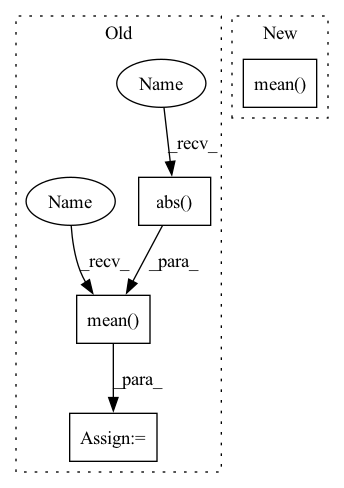 Old
New
Name
mean()
_recv_
Name
abs()
_recv_
_para_
mean()
_para_
Assign:=